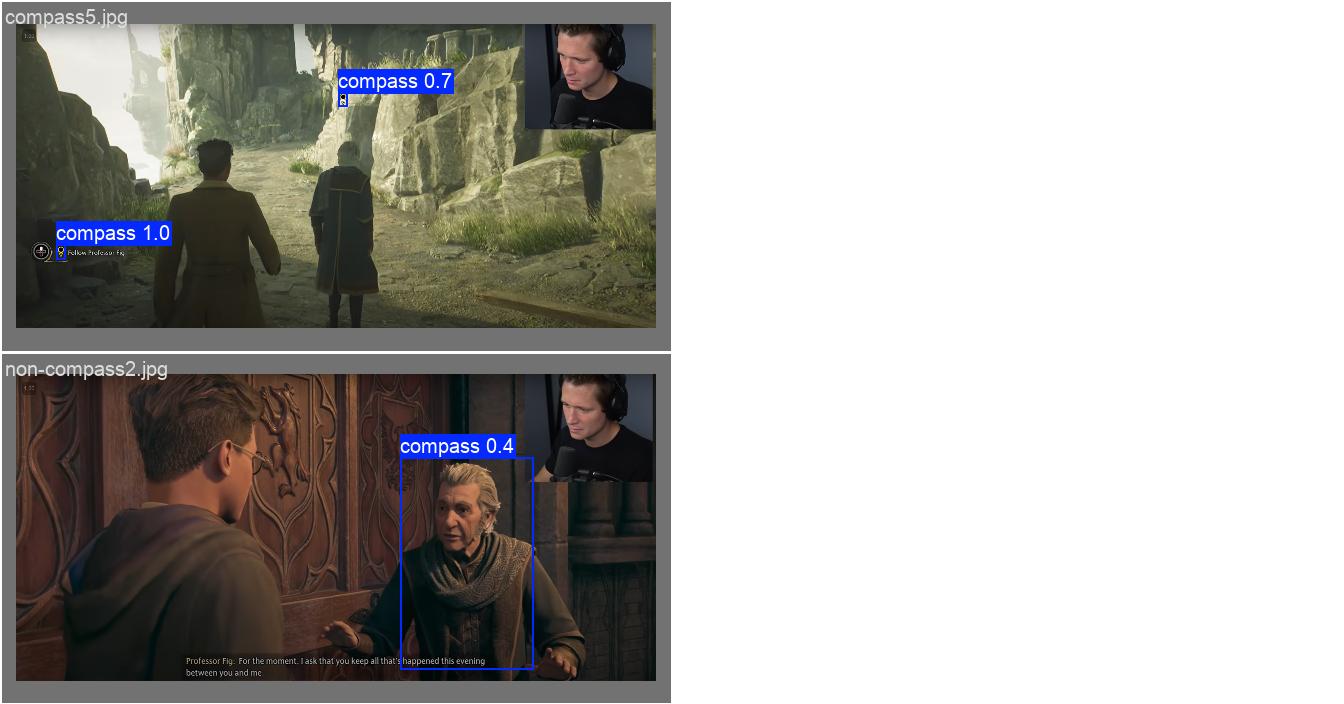 compass5.jpg
compass 0.7
compass 1.0
Follow Professor Fig
non-compass2.jpg
compass 0.4
Professor Fig: For the moment. I ask that you keep all that's happened this evening
between you and me